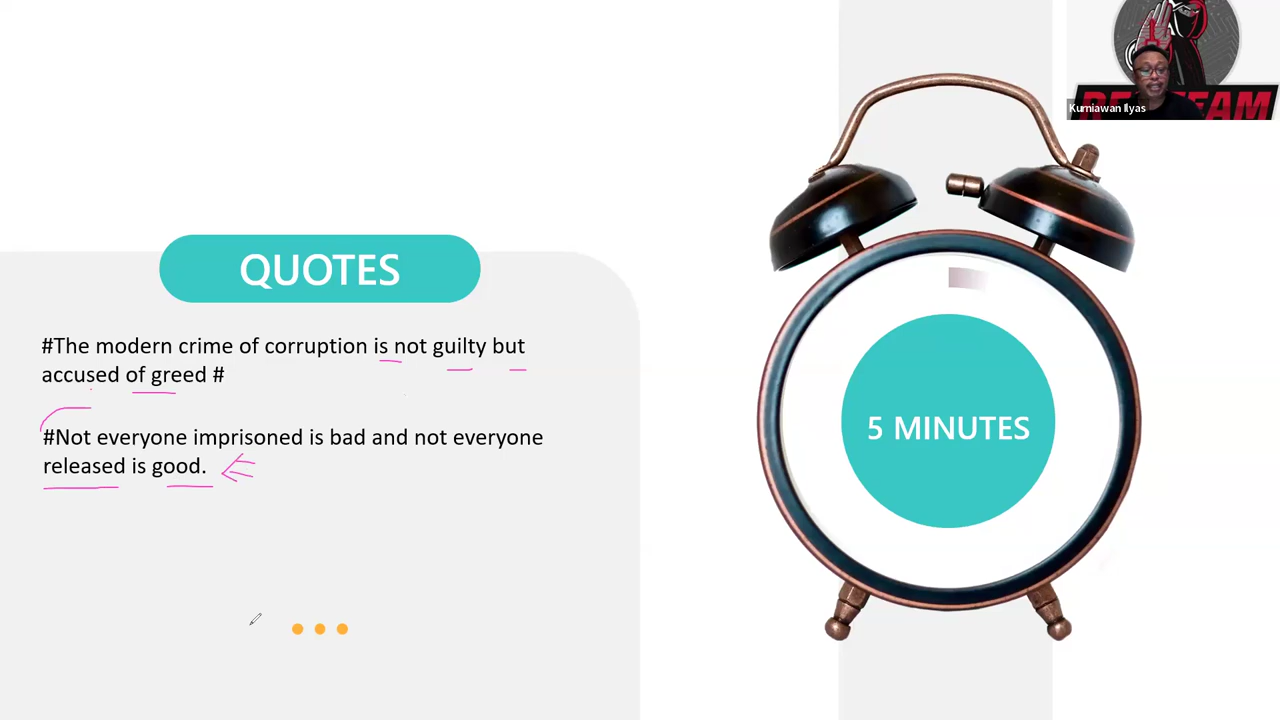 Kurniawan Ilyas
QUOTES
#The modern crime of corruption is not guilty but
accused of greed #
#Not everyone imprisoned is bad and not everyone
released is good.
5 MINUTES